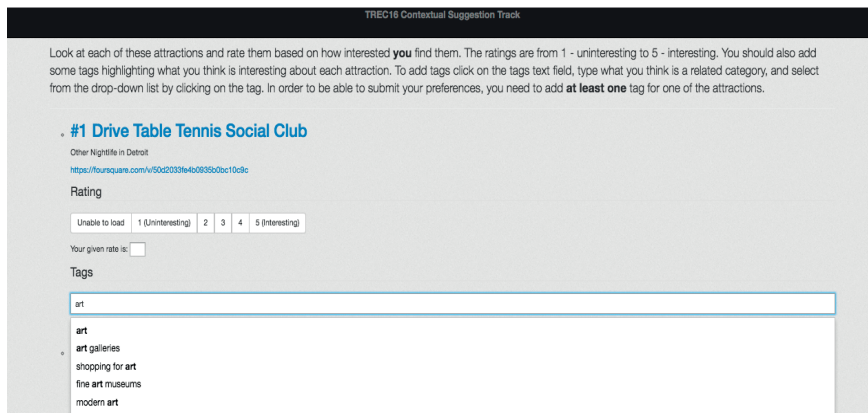 TREC16 Contextual Suggestion Track
Look at each of these attractions and rate them based on how interested you find them. The ratings are from 1 - uninteresting to 5 - interesting. You should also add
some tags highlighting what you think is interesting about each attraction. To add tags click on the tags text field, type what you think is a related category, and select
from the drop-down list by clicking on the tag. In order to be able to submit your preferences, you need to add at least one tag for one of the attractions.
#1 Drive Table Tennis Social Club
Other Nightlife in Detroit
https://foursquare.com/v/50d2033fe4b0935b0bc10c9c
Rating
Unable to load 1 (Uninteresting) 2 3 4 5 (Interesting)
Your given rate is:
Tags
art
art
art galleries
shopping for art
fine art museums
modern art